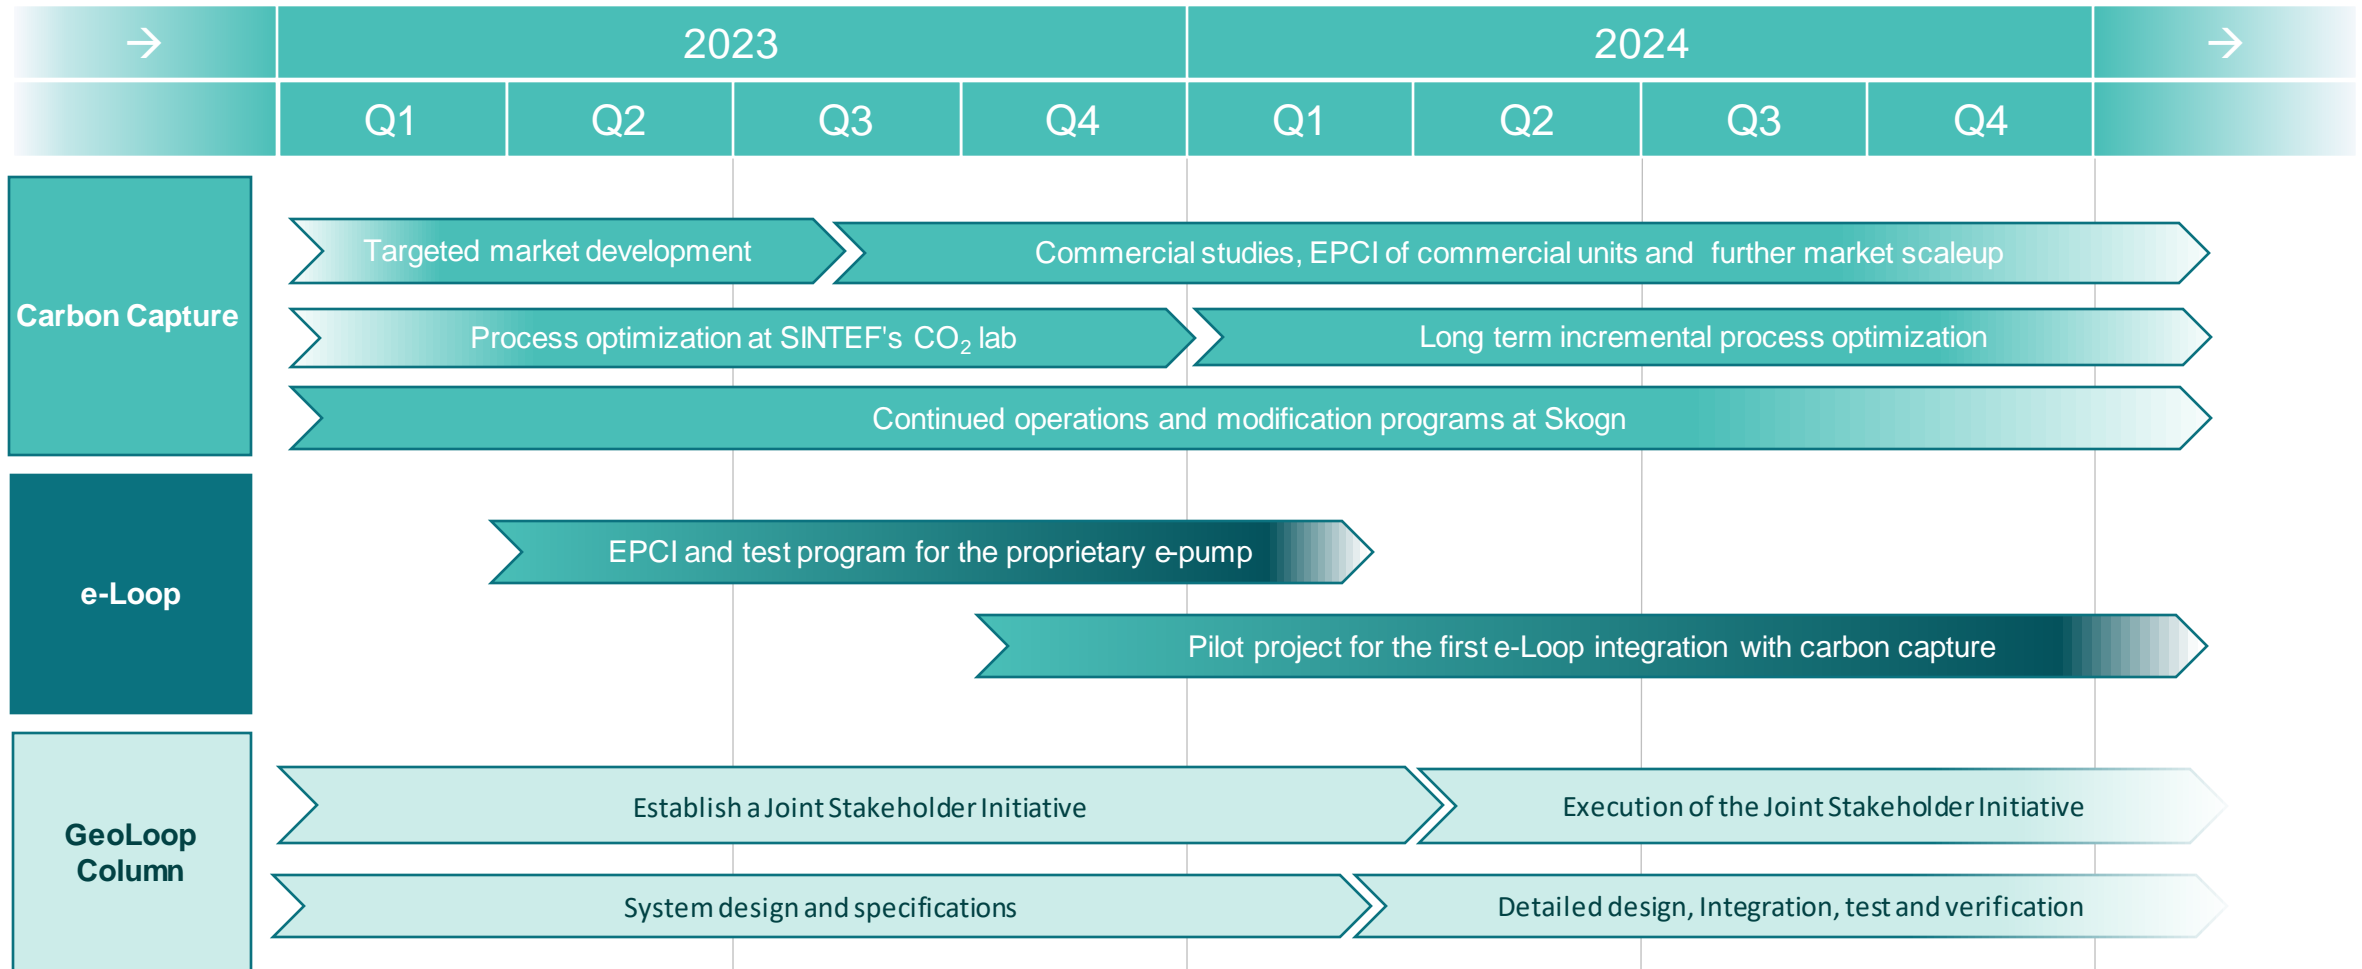 → 2023 2024 →
Q1 Q2 Q3 Q4 Q1 Q2 Q3 Q4
Carbon Capture
Targeted market development
Commercial studies, EPCI of commercial units and further market scaleup
Process optimization at SINTEF's CO₂ lab
Long term incremental process optimization
Continued operations and modification programs at Skogn
e-Loop
EPCI and test program for the proprietary e-pump
Pilot project for the first e-Loop integration with carbon capture
GeoLoop
Column
Establish a Joint Stakeholder Initiative
Execution of the Joint Stakeholder Initiative
System design and specifications
Detailed design, Integration, test and verification